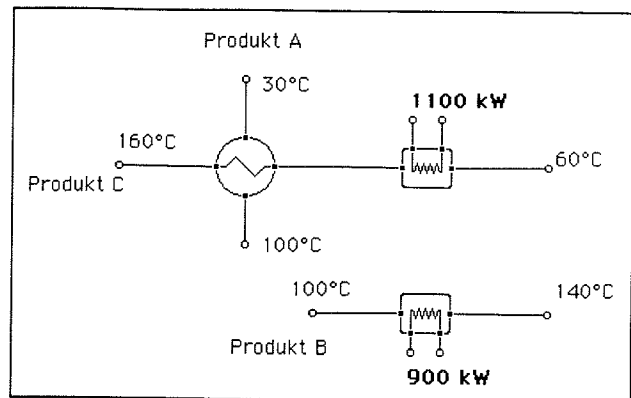 Produkt A
30°C
1100 kW
160°C
60°C
Produkt C
100°C
100°C
140°C
Produkt B
900 kW